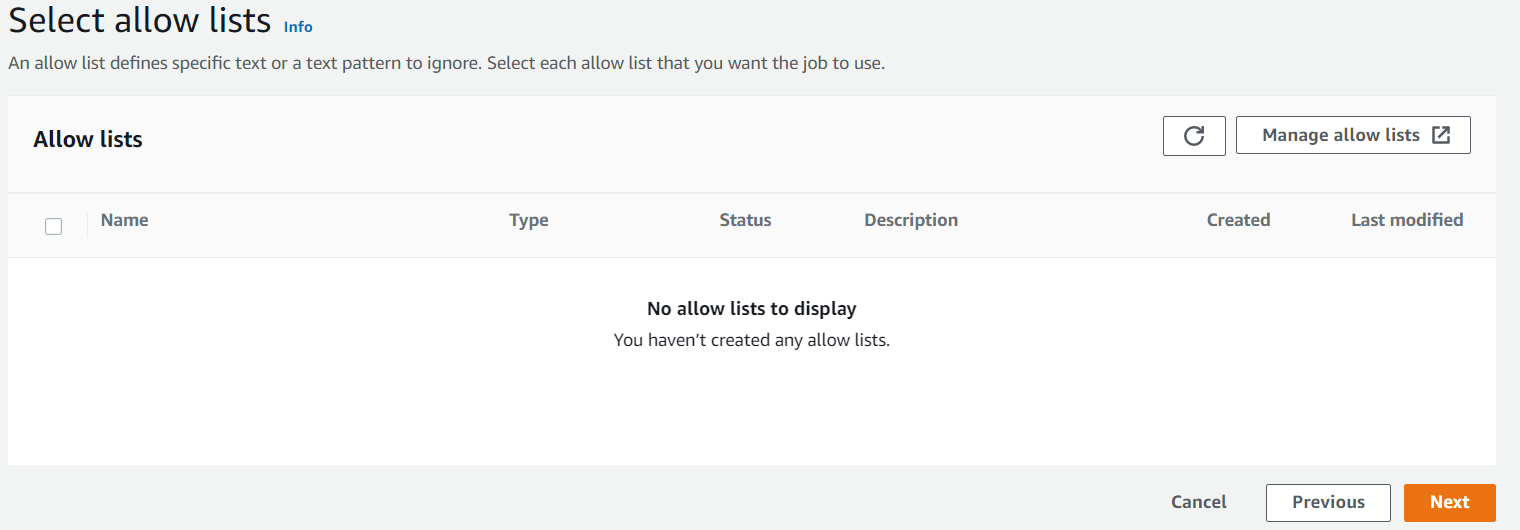 Select allow lists Info
An allow list defines specific text or a text pattern to ignore. Select each allow list that you want the job to use.
Allow lists
Manage allow lists
Name Type Status Description Created Last modified
No allow lists to display
You haven’t created any allow lists.
Cancel Previous Next